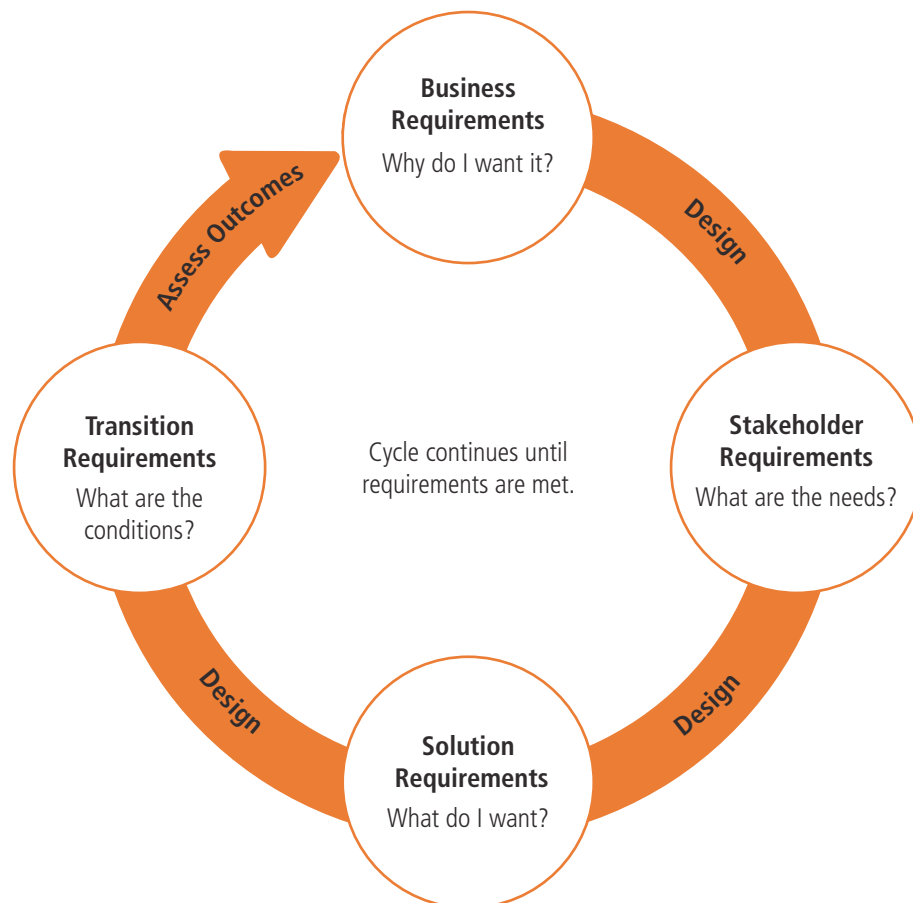 Business
Requirements
Why do I want it?
Design
Stakeholder
Requirements
What are the needs?
Design
Solution
Requirements
What do I want?
Design
Transition
Requirements
What are the
conditions?
Assess Outcomes
Cycle continues until
requirements are met.